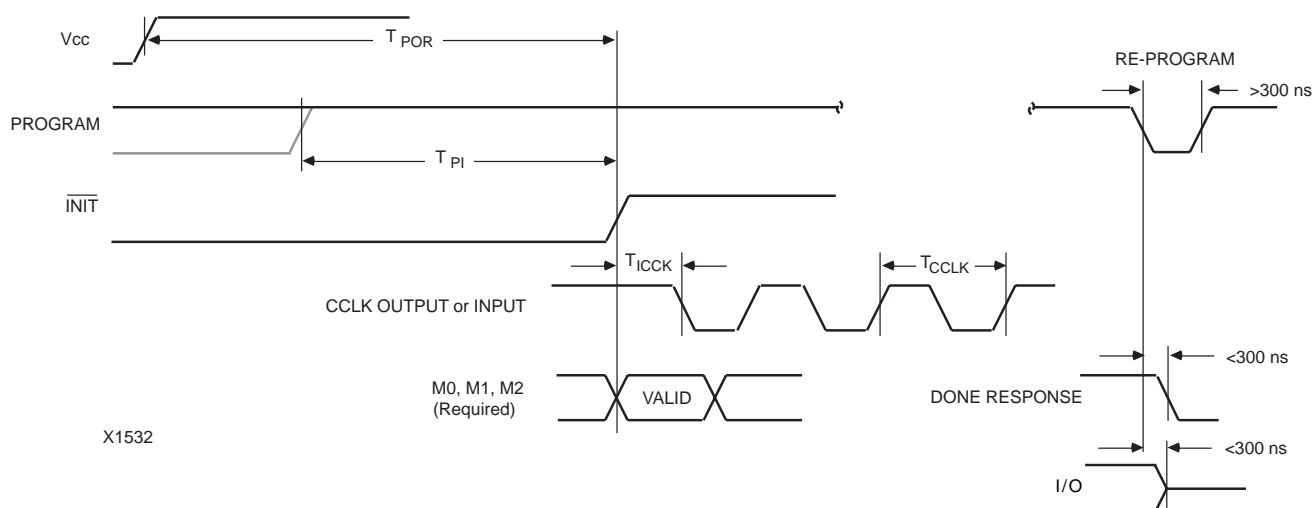 Vcc
T POR
RE-PROGRAM
>300 ns
PROGRAM
T PI
INIT
T ICCK
T CCLK
CCLK OUTPUT or INPUT
<300 ns
M0, M1, M2
(Required)
VALID
DONE RESPONSE
X1532
<300 ns
I/O